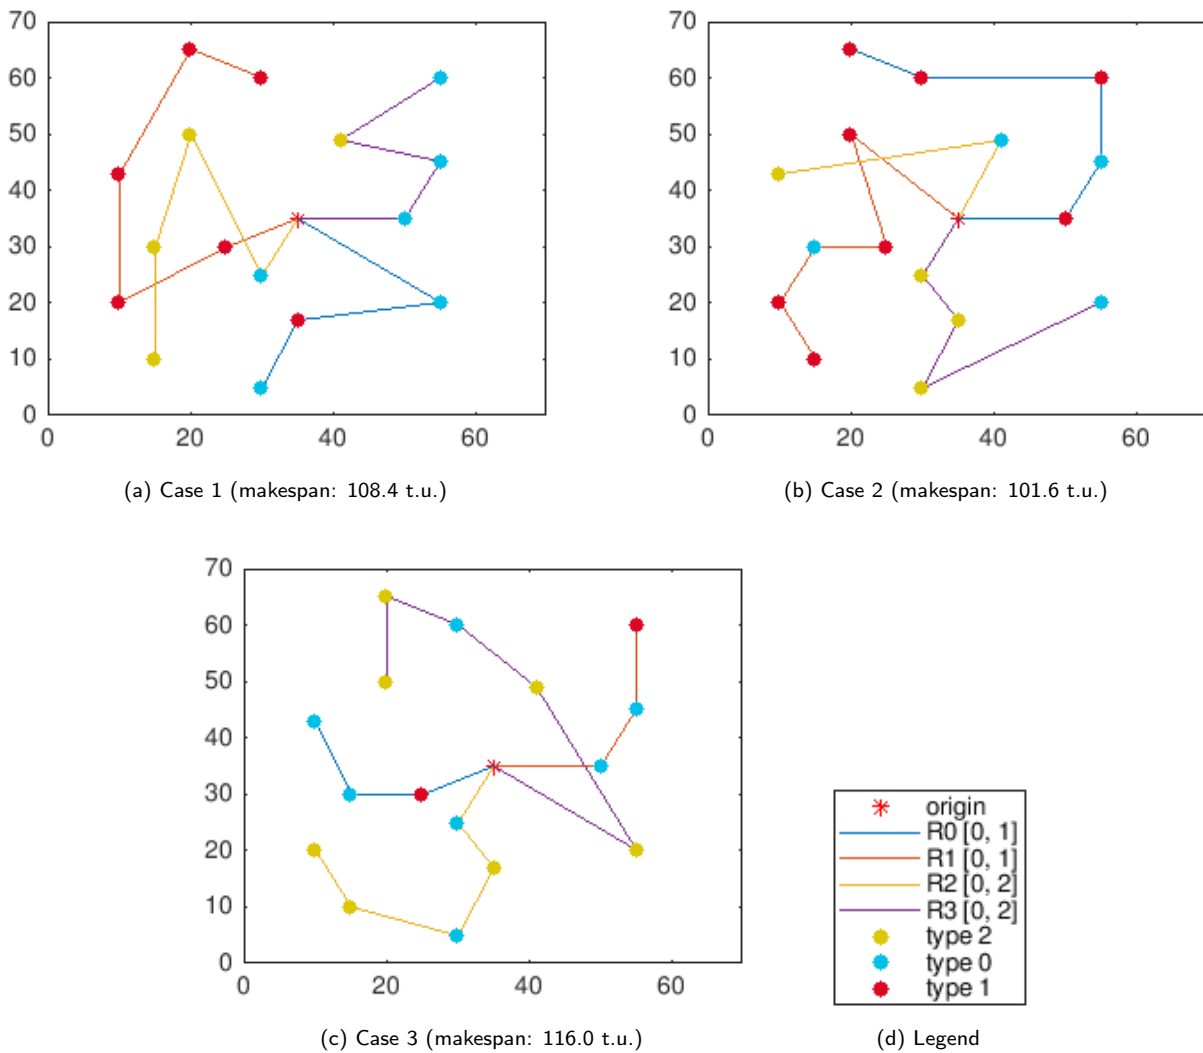 70
60
50
40
30
20
10
0
0 20 40 60
(a) Case 1 (makespan: 108.4 t.u.)
70
60
50
40
30
20
10
0
0 20 40 60
(b) Case 2 (makespan: 101.6 t.u.)
70
60
50
40
30
20
10
0
0 20 40 60
(c) Case 3 (makespan: 116.0 t.u.)
origin
R0 [0, 1]
R1 [0, 1]
R2 [0, 2]
R3 [0, 2]
type 2
type 0
type 1
(d) Legend